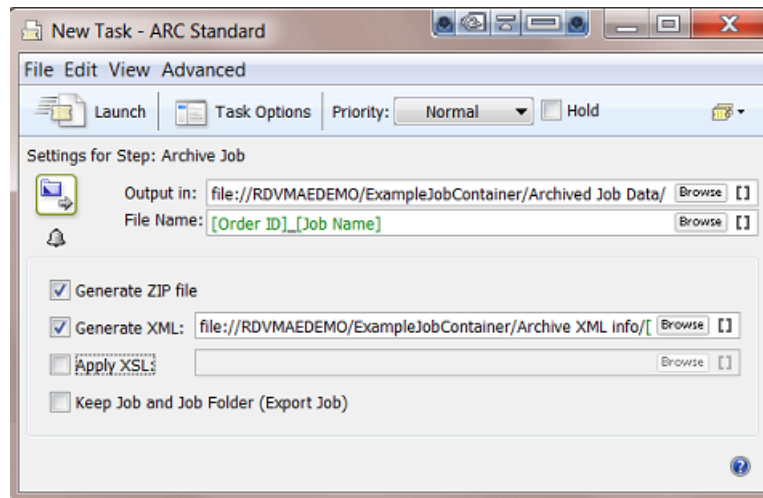 New Task - ARC Standard
File Edit View Advanced
Launch Task Options Priority: Normal Hold
Settings for Step: Archive Job
Output in: file://RDVMAEDEMO/ExampleJobContainer/Archived Job Data/ Browse []
File Name: [Order ID]_[Job Name] Browse []
Generate ZIP file
Generate XML: file://RDVMAEDEMO/ExampleJobContainer/Archive XML info/[ Browse []
Apply XSL: Browse []
Keep Job and Job Folder (Export Job)